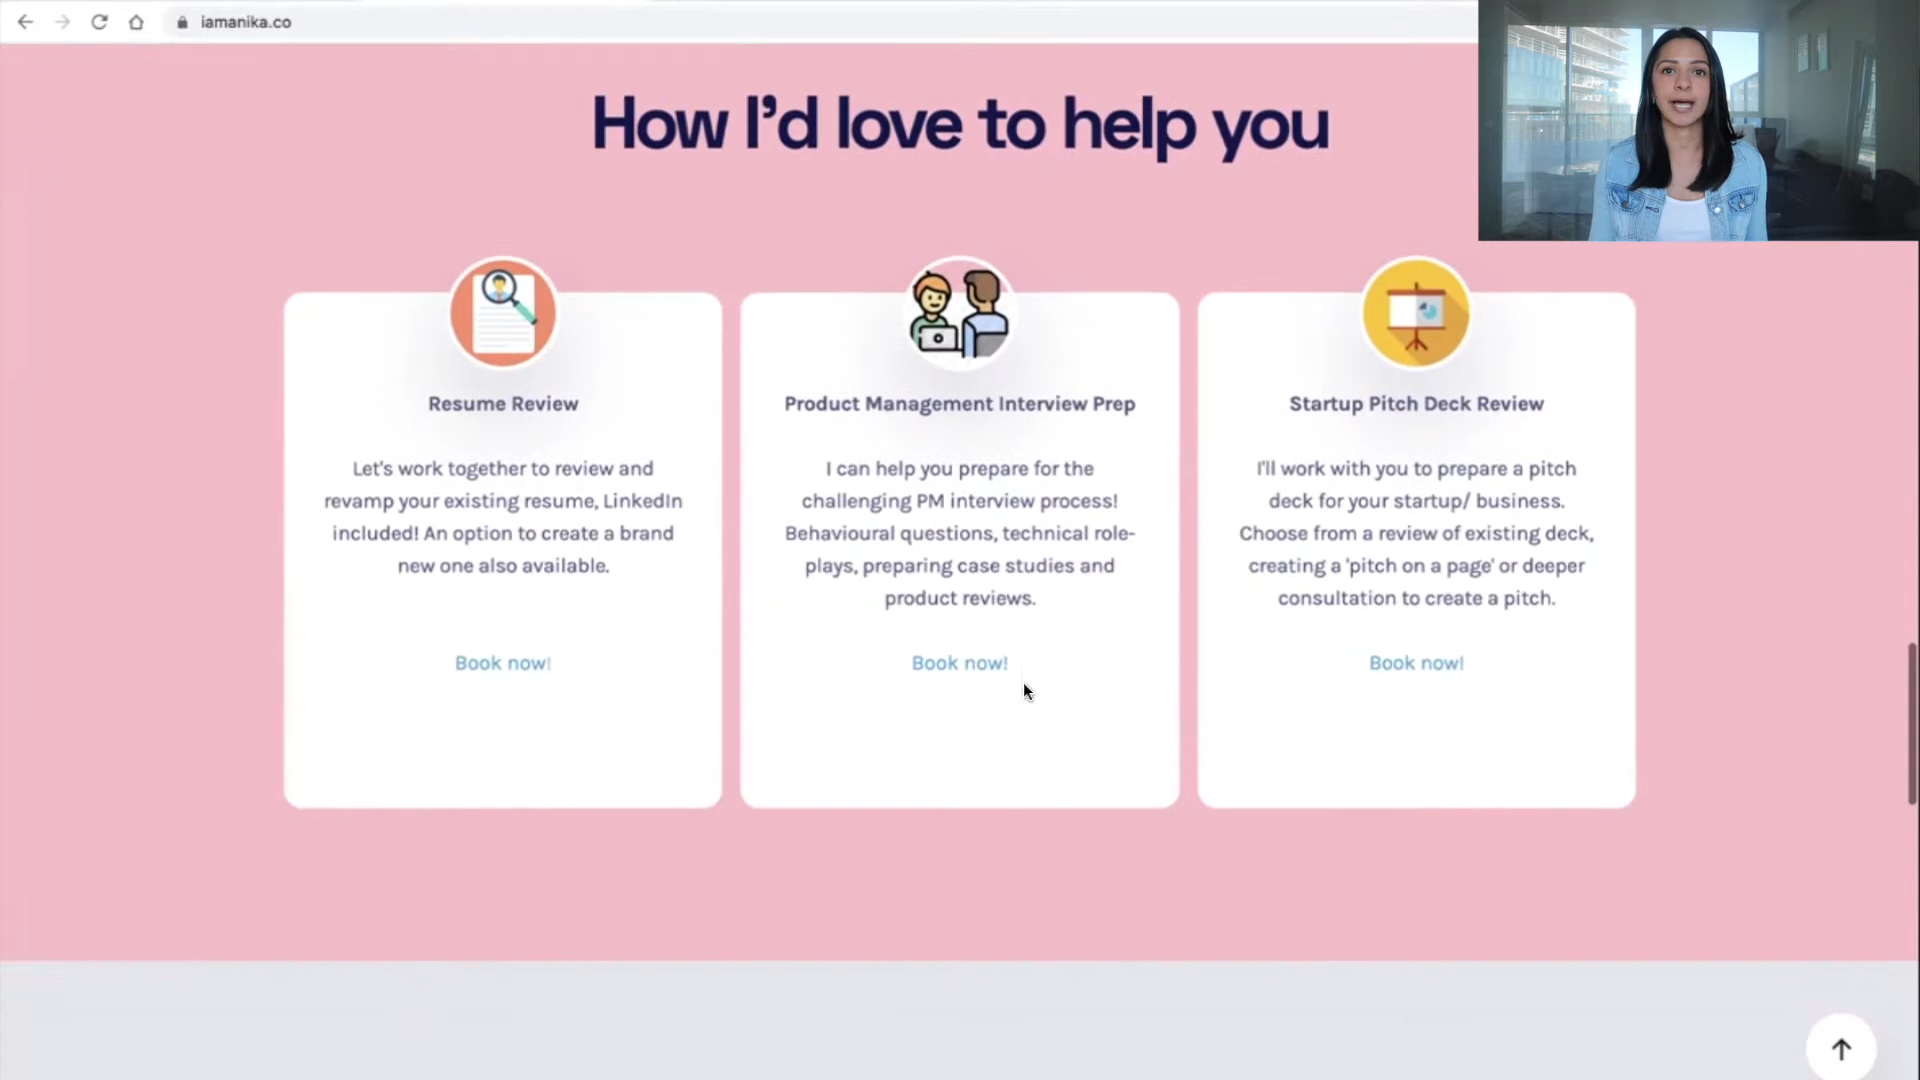 iamanika.co
How I'd love to help you
Resume Review
Let's work together to review and
revamp your existing resume, LinkedIn
included! An option to create a brand
new one also available.
Book now!
Product Management Interview Prep
I can help you prepare for the
challenging PM interview process!
Behavioural questions, technical role-
plays, preparing case studies and
product reviews.
Book now!
Startup Pitch Deck Review
I'll work with you to prepare a pitch
deck for your startup/ business.
Choose from a review of existing deck,
creating a 'pitch on a page' or deeper
consultation to create a pitch.
Book now!